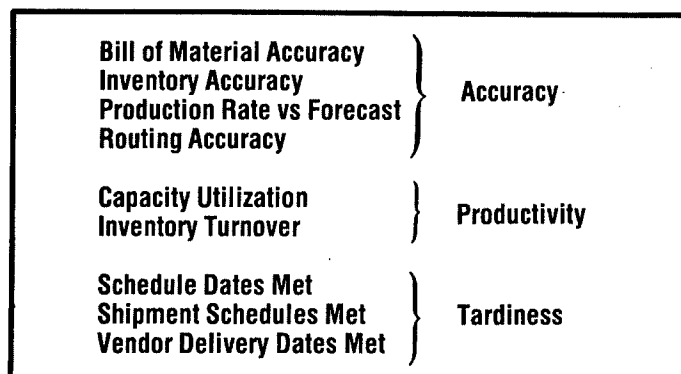 Bill of Material Accuracy
Inventory Accuracy
Production Rate vs Forecast
Routing Accuracy
Accuracy
Capacity Utilization
Inventory Turnover
Productivity
Schedule Dates Met
Shipment Schedules Met
Vendor Delivery Dates Met
Tardiness